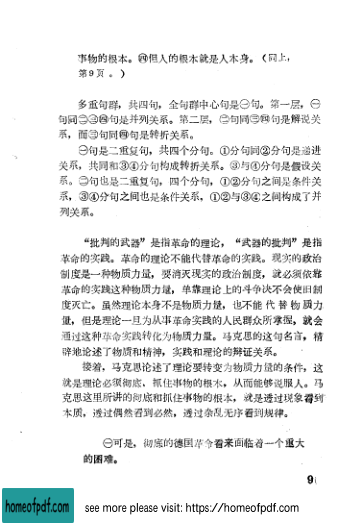 事物的根本。㊃但人的根本就是人本身。（同上，
第9页。）
多重句群，共四句，全句群中心句是㊀句。第一层，㊀
句同㊁㊂㊃句是并列关系。第二层，㊁句同㊂㊃句是解说关
系，而㊂句同㊃句是转折关系。
㊀句是二重复句，共四个分句。①分句同②分句是递进
关系，共同和③④分句构成转折关系。③与④分句是假设关
系。㊁句也是二重复句，四个分句，①②分句之间是条件关
系，③④分句之间也是条件关系，①②与③④之间构成了并
列关系。
“批判的武器”是指革命的理论，“武器的批判”是指
革命的实践。革命的理论不能代替革命的实践。现实的政治
制度是一种物质力量，要消灭现实的政治制度，就必须依靠
革命的实践这种物质力量，单靠理论上的斗争决不会使旧制
度灭亡。虽然理论本身不是物质力量，也不能代替物质力
量，但是理论一旦为从事革命实践的人民群众所掌握，就会
通过这种革命实践转化为物质力量。马克思的这句名言，精
辟地论述了物质和精神，实践和理论的辩证关系。
接着，马克思论述了理论要转变为物质力量的条件，这
就是理论必须彻底，抓住事物的根本，从而能够说服人。马
克思这里所讲的彻底和抓住事物的根本，就是透过现象看到
本质，透过偶然看到必然，透过杂乱无序看到规律。
㊀可是，彻底的德国革命看来面临着一个重大
的困难。
9
homeofpdf.com
see more please visit: https://homeofpdf.com